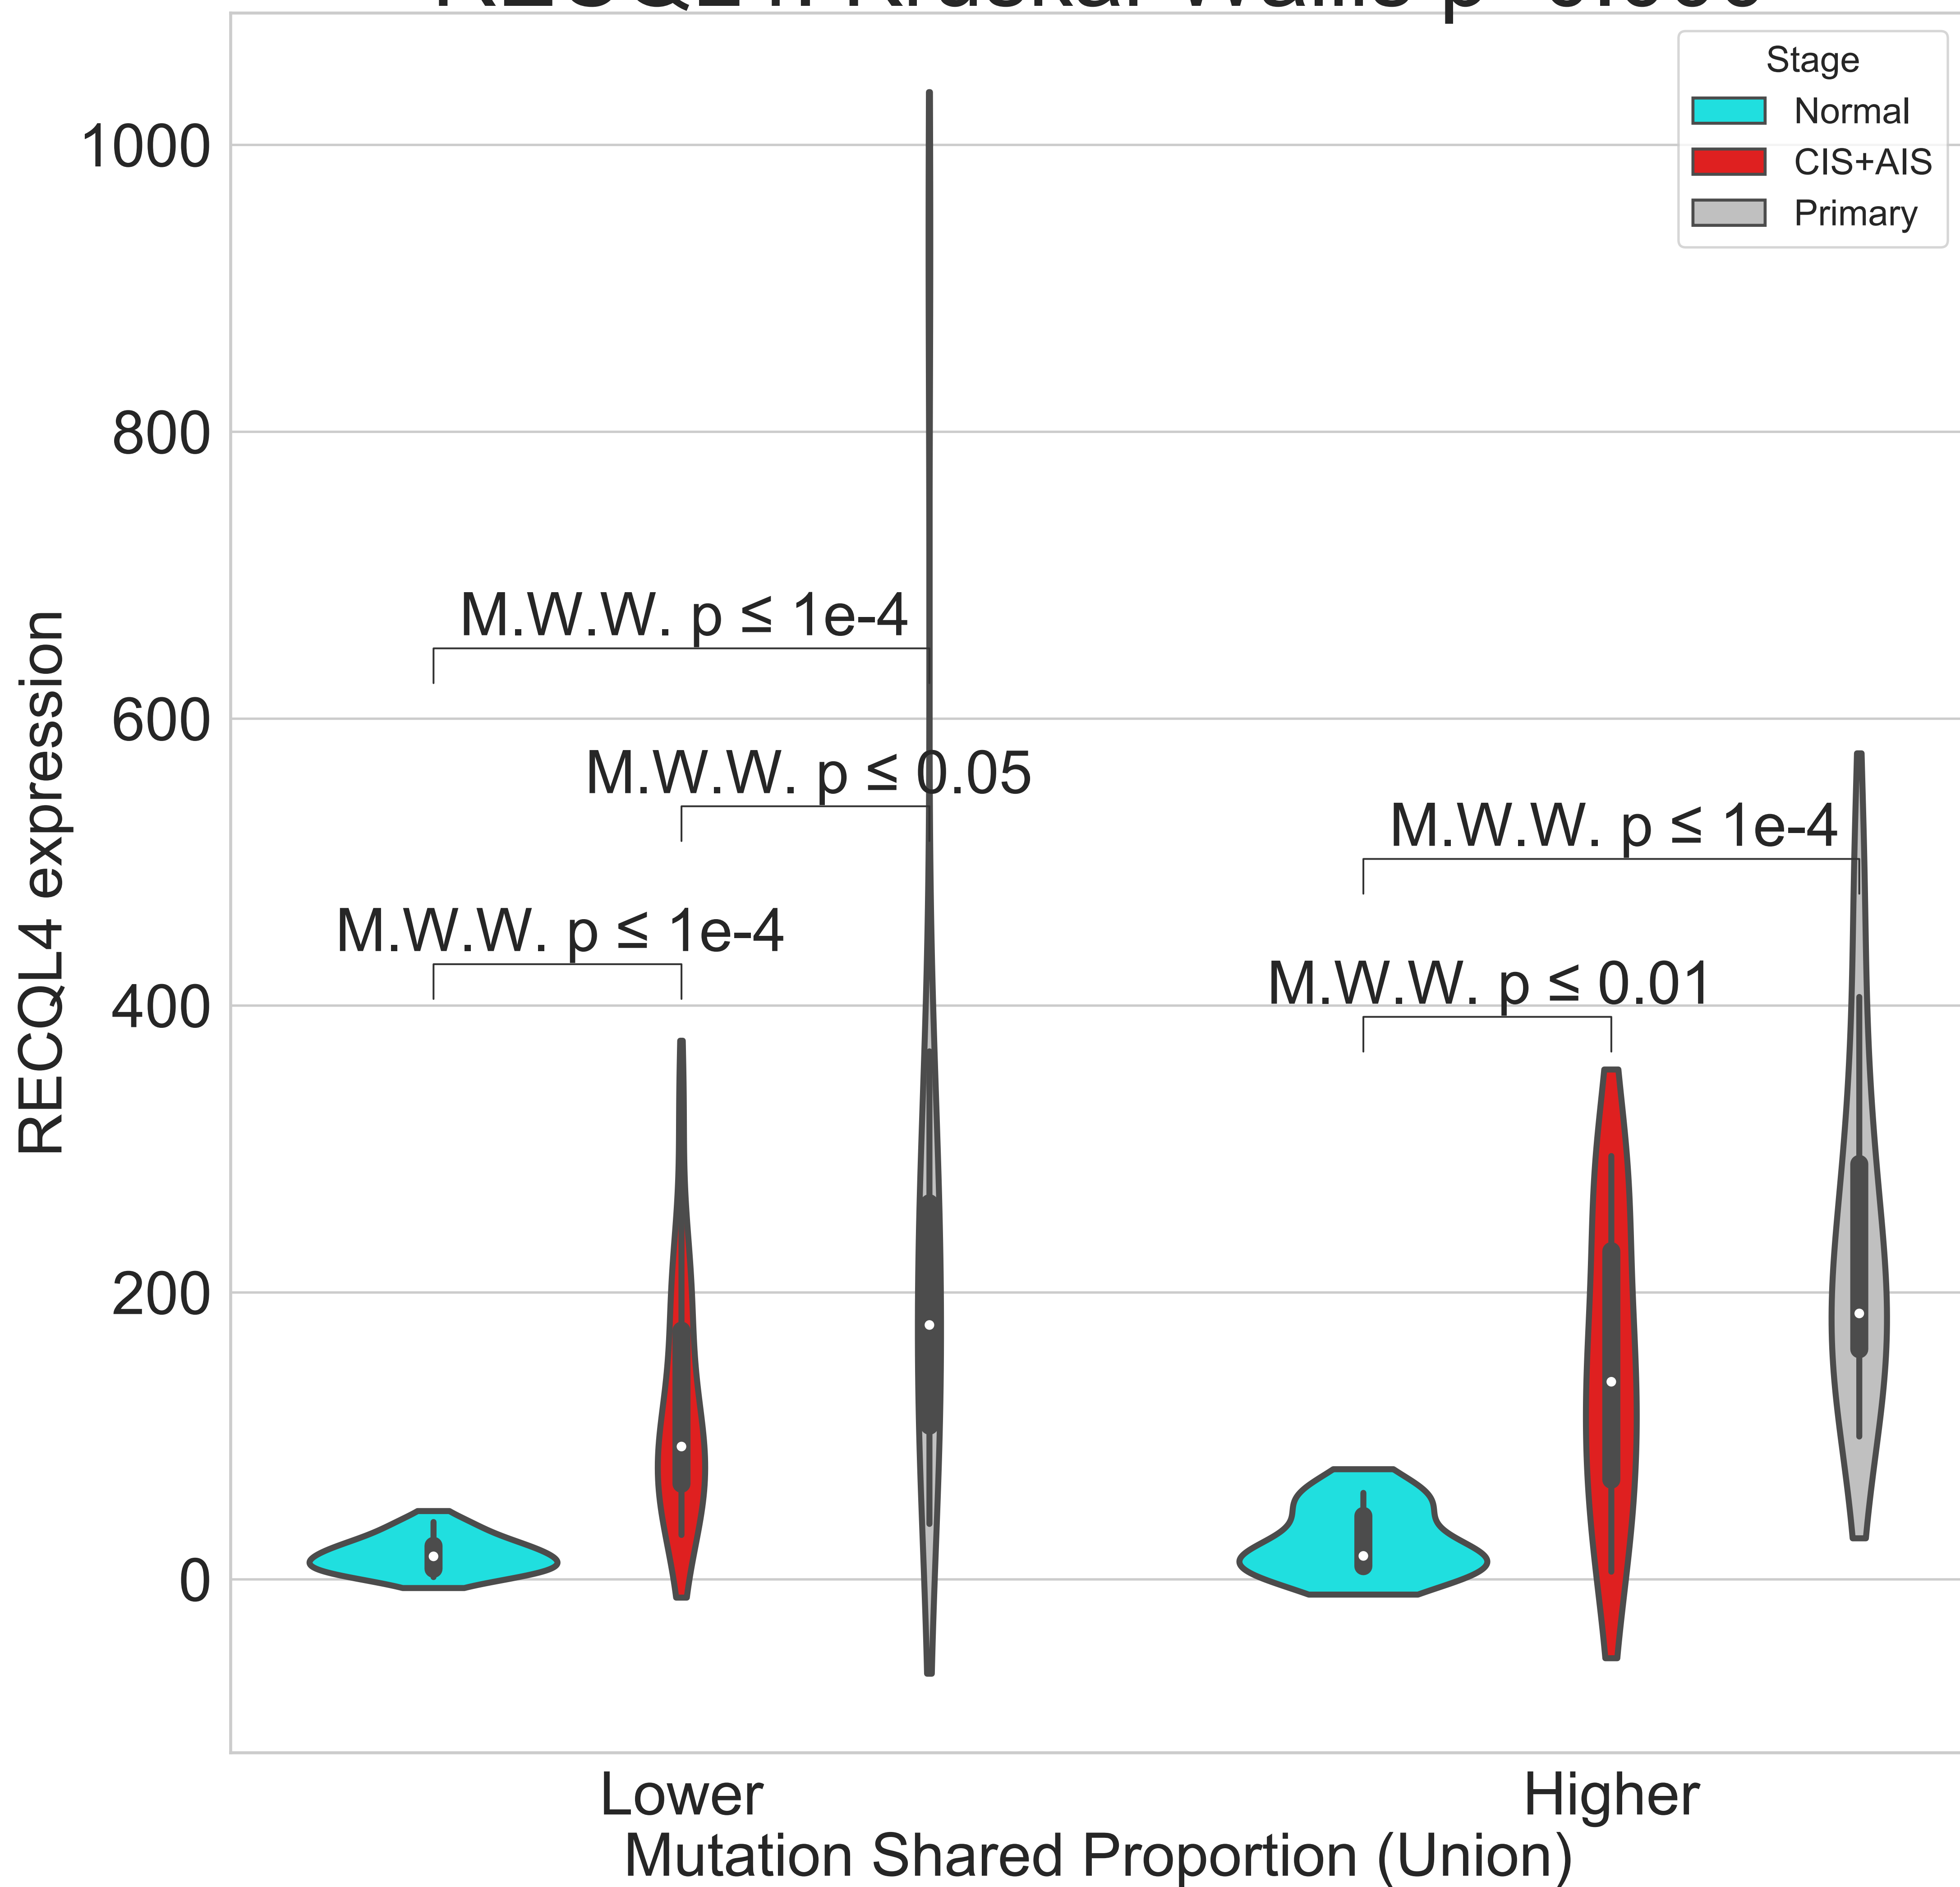 Stage
Normal
CIS+AIS
Primary
1000
800
600
400
200
0
RECQL4 expression
M.W.W. p ≤ 1e-4
M.W.W. p ≤ 0.05
M.W.W. p ≤ 1e-4
M.W.W. p ≤ 1e-4
M.W.W. p ≤ 0.01
Lower
Higher
Mutation Shared Proportion (Union)